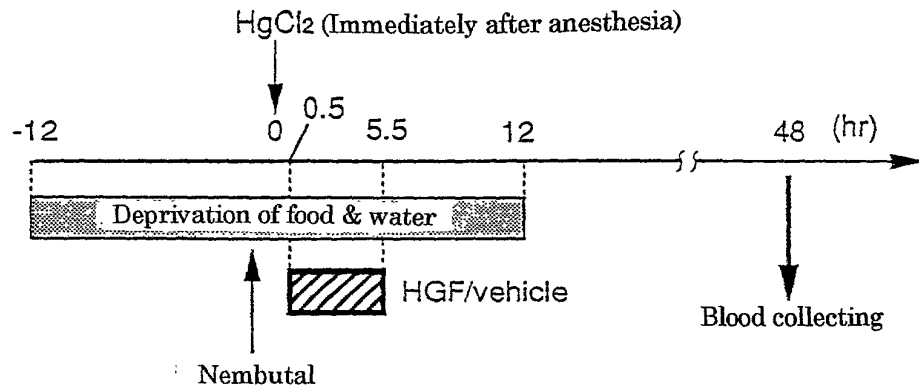 HgCl2 (Immediately after anesthesia)
0.5
-12 0 5.5 12 48 (hr)
Deprivation of food & water
HGF/vehicle
Blood collecting
Nembutal